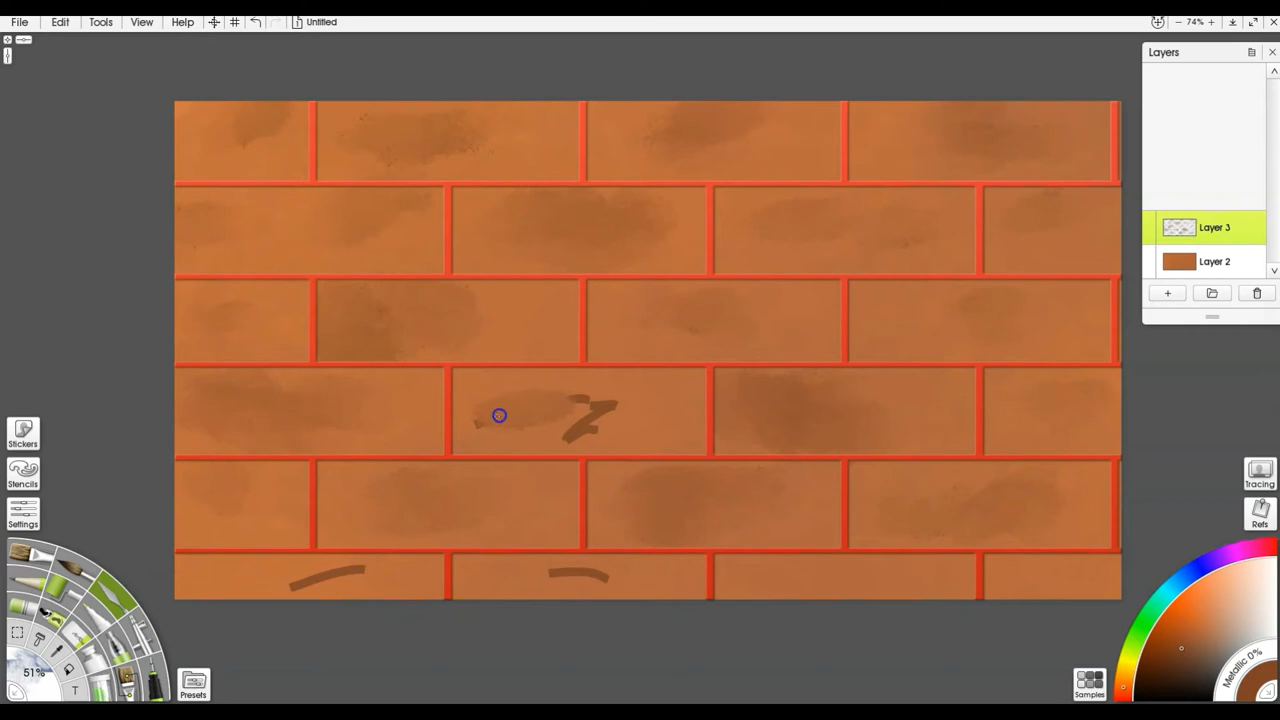 File Edit Tools View Help Untitled − 74% +
Layers
Layer 3
Layer 2
Stickers
Stencils
Settings
Tracing
Refs
51%
T
Presets
Samples
Metallic 0%